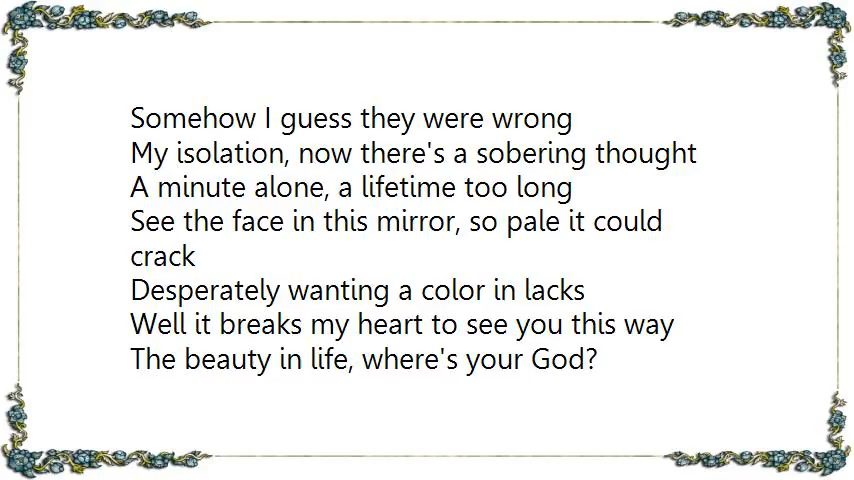 Somehow I guess they were wrong
My isolation, now there's a sobering thought
A minute alone, a lifetime too long
See the face in this mirror, so pale it could
crack
Desperately wanting a color in lacks
Well it breaks my heart to see you this way
The beauty in life, where's your God?